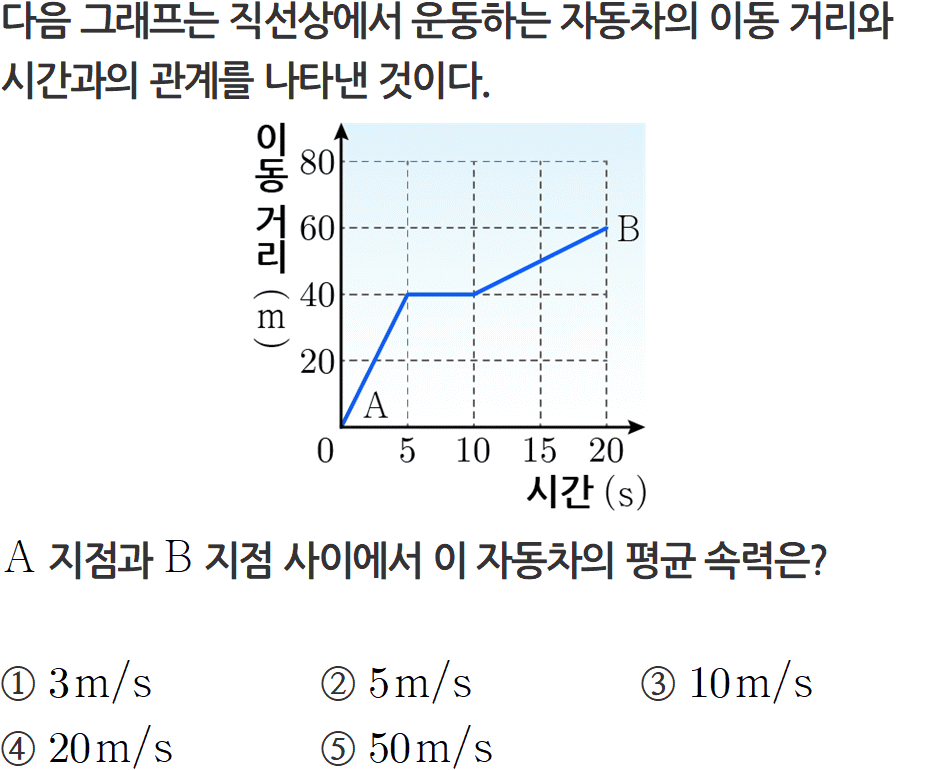 다음 그래프는 직선상에서 운동하는 자동차의 이동 거리와
시간과의 관계를 나타낸 것이다.
이동 거리 (m)
80
60
40
20
0
5 10 15 20
시간 (s)
A
B
A 지점과 B 지점 사이에서 이 자동차의 평균 속력은?
① 3m/s ② 5m/s ③ 10m/s
④ 20m/s ⑤ 50m/s